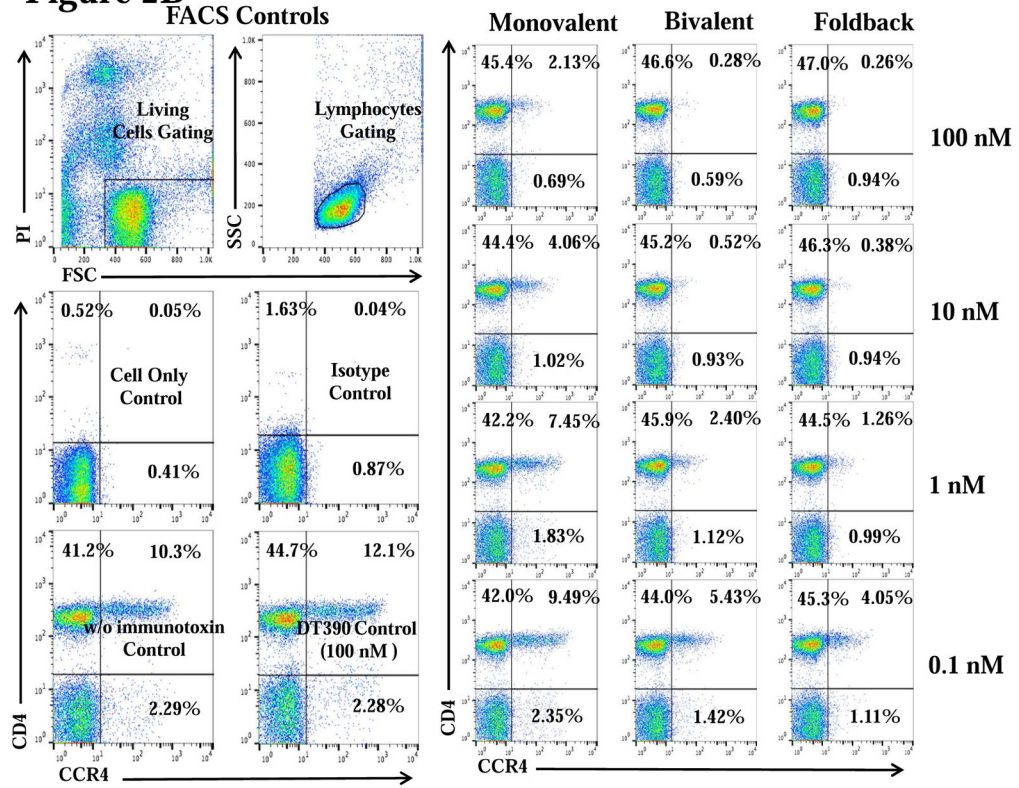 Figure 2B
FACS Controls
Monovalent Bivalent Foldback
Living
Cells Gating
Lymphocytes
Gating
PI
SSC
FSC
0.52% 0.05%
Cell Only
Control
0.41%
1.63% 0.04%
Isotype
Control
0.87%
41.2% 10.3%
w/o immunotoxin
Control
2.29%
44.7% 12.1%
DT390 Control
(100 nM )
2.28%
CD4
CCR4
45.4% 2.13% 46.6% 0.28% 47.0% 0.26%
100 nM
0.69% 0.59% 0.94%
44.4% 4.06% 45.2% 0.52% 46.3% 0.38%
10 nM
1.02% 0.93% 0.94%
42.2% 7.45% 45.9% 2.40% 44.5% 1.26%
1 nM
1.83% 1.12% 0.99%
42.0% 9.49% 44.0% 5.43% 45.3% 4.05%
0.1 nM
2.35% 1.42% 1.11%
CD4
CCR4